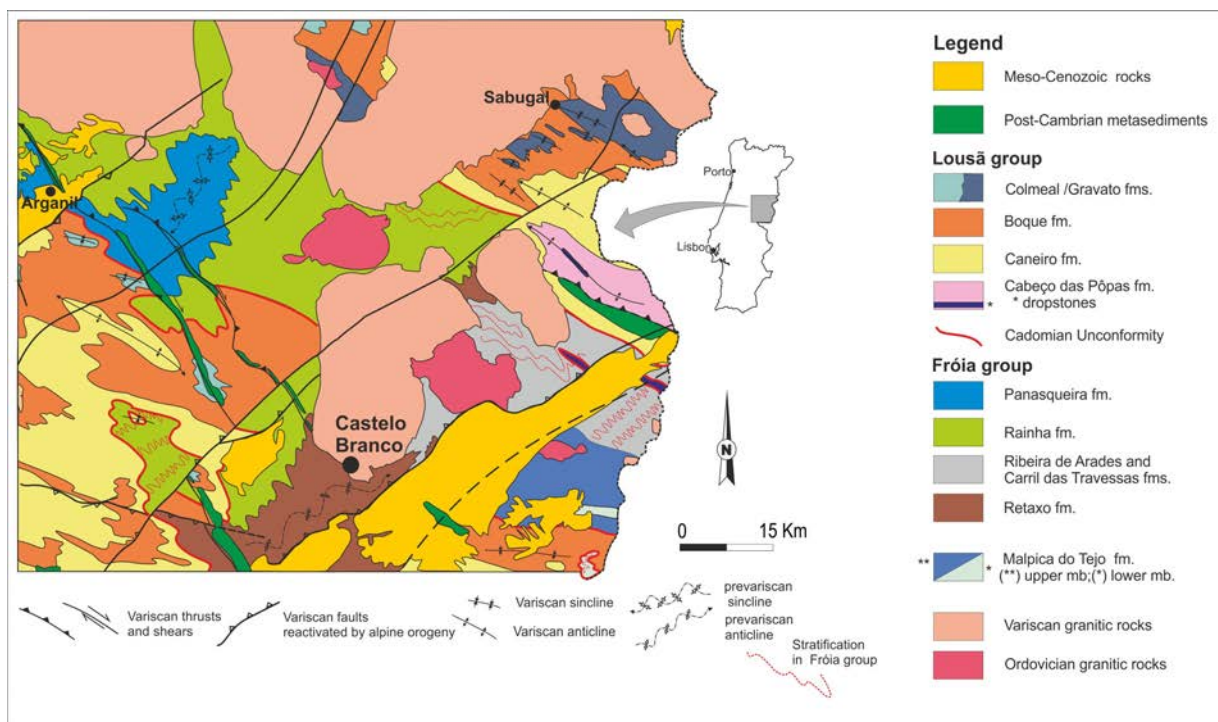 Sabugal
Arganil
Castelo
Branco
Porto
Lisbon
N
0 15 Km
Legend
Meso-Cenozoic rocks
Post-Cambrian metasediments
Lousã group
Colmeal /Gravato fms.
Boque fm.
Caneiro fm.
Cabeço das Pôpas fm.
* * dropstones
Cadomian Unconformity
Fróia group
Panasqueira fm.
Rainha fm.
Ribeira de Arades and
Carril das Travessas fms.
Retaxo fm.
** * Malpica do Tejo fm.
(**) upper mb;(*) lower mb.
Variscan granitic rocks
Ordovician granitic rocks
Variscan thrusts
and shears
Variscan faults
reactivated by alpine orogeny
Variscan sincline
Variscan anticline
prevariscan
sincline
prevariscan
anticline
Stratification
in Fróia group